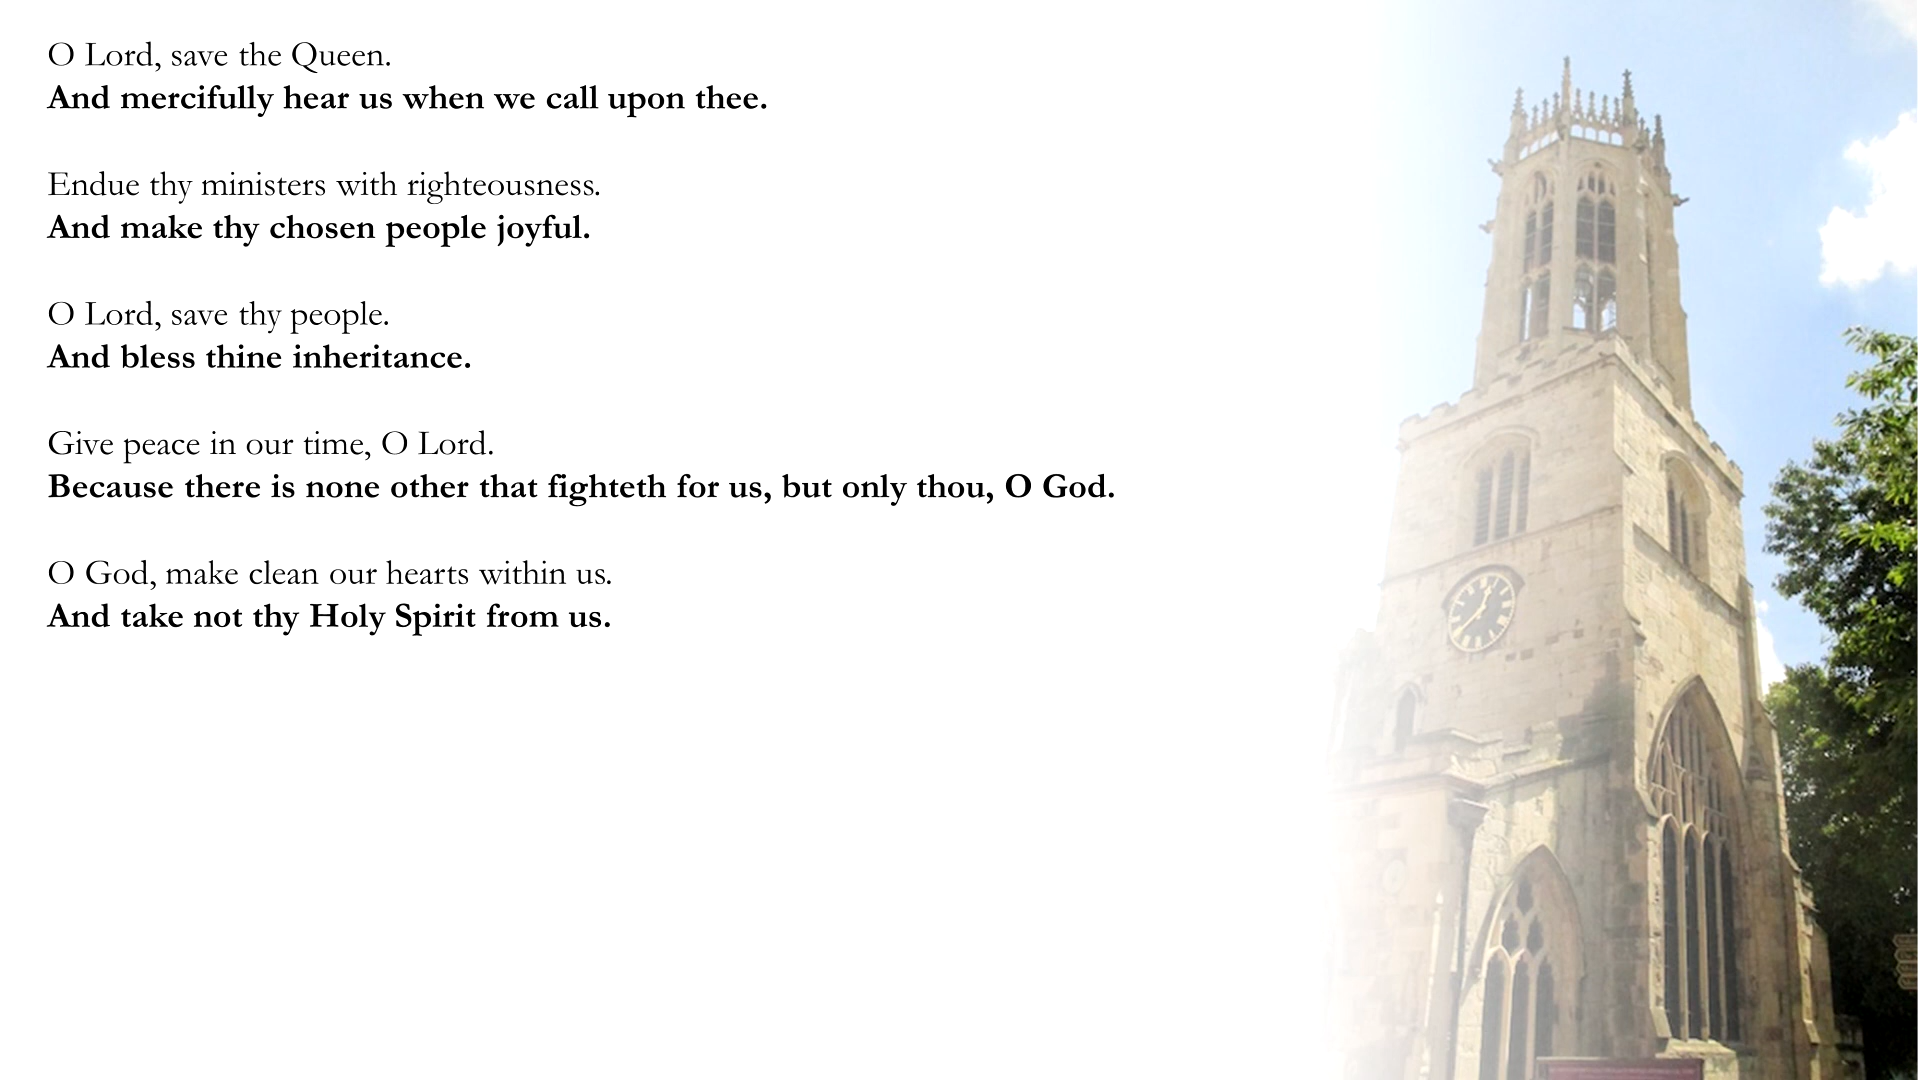 O Lord, save the Queen.
And mercifully hear us when we call upon thee.
Endue thy ministers with righteousness.
And make thy chosen people joyful.
O Lord, save thy people.
And bless thine inheritance.
Give peace in our time, O Lord.
Because there is none other that fighteth for us, but only thou, O God.
O God, make clean our hearts within us.
And take not thy Holy Spirit from us.